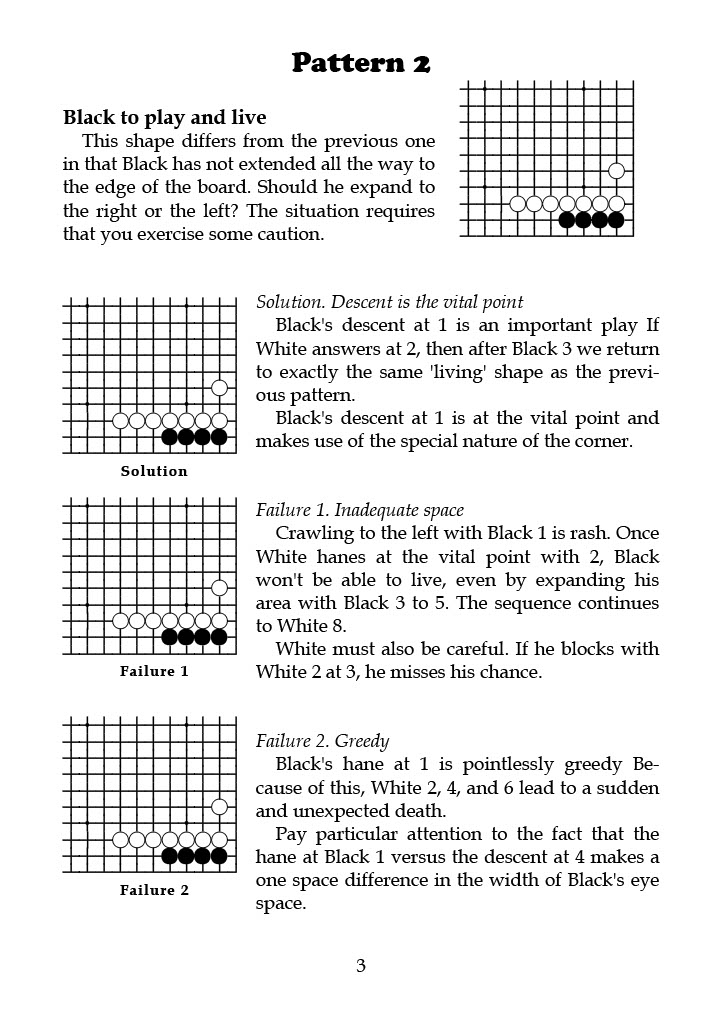 Pattern 2
Black to play and live
This shape differs from the previous one
in that Black has not extended all the way to
the edge of the board. Should he expand to
the right or the left? The situation requires
that you exercise some caution.
Solution. Descent is the vital point
Black's descent at 1 is an important play If
White answers at 2, then after Black 3 we return
to exactly the same 'living' shape as the previ-
ous pattern.
Black's descent at 1 is at the vital point and
makes use of the special nature of the corner.
Solution
Failure 1. Inadequate space
Crawling to the left with Black 1 is rash. Once
White hanes at the vital point with 2, Black
won't be able to live, even by expanding his
area with Black 3 to 5. The sequence continues
to White 8.
White must also be careful. If he blocks with
White 2 at 3, he misses his chance.
Failure 1
Failure 2. Greedy
Black's hane at 1 is pointlessly greedy Be-
cause of this, White 2, 4, and 6 lead to a sudden
and unexpected death.
Pay particular attention to the fact that the
hane at Black 1 versus the descent at 4 makes a
one space difference in the width of Black's eye
space.
Failure 2
3